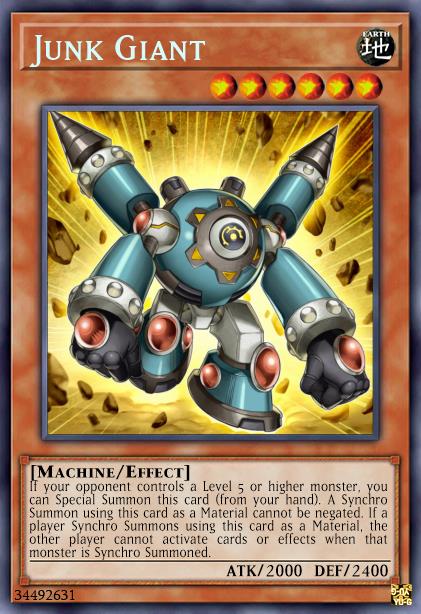 Junk Giant
EARTH
地
[Machine/Effect]
If your opponent controls a Level 5 or higher monster, you
can Special Summon this card (from your hand). A Synchro
Summon using this card as a Material cannot be negated. If a
player Synchro Summons using this card as a Material, the
other player cannot activate cards or effects when that
monster is Synchro Summoned.
ATK/2000 DEF/2400
34492631